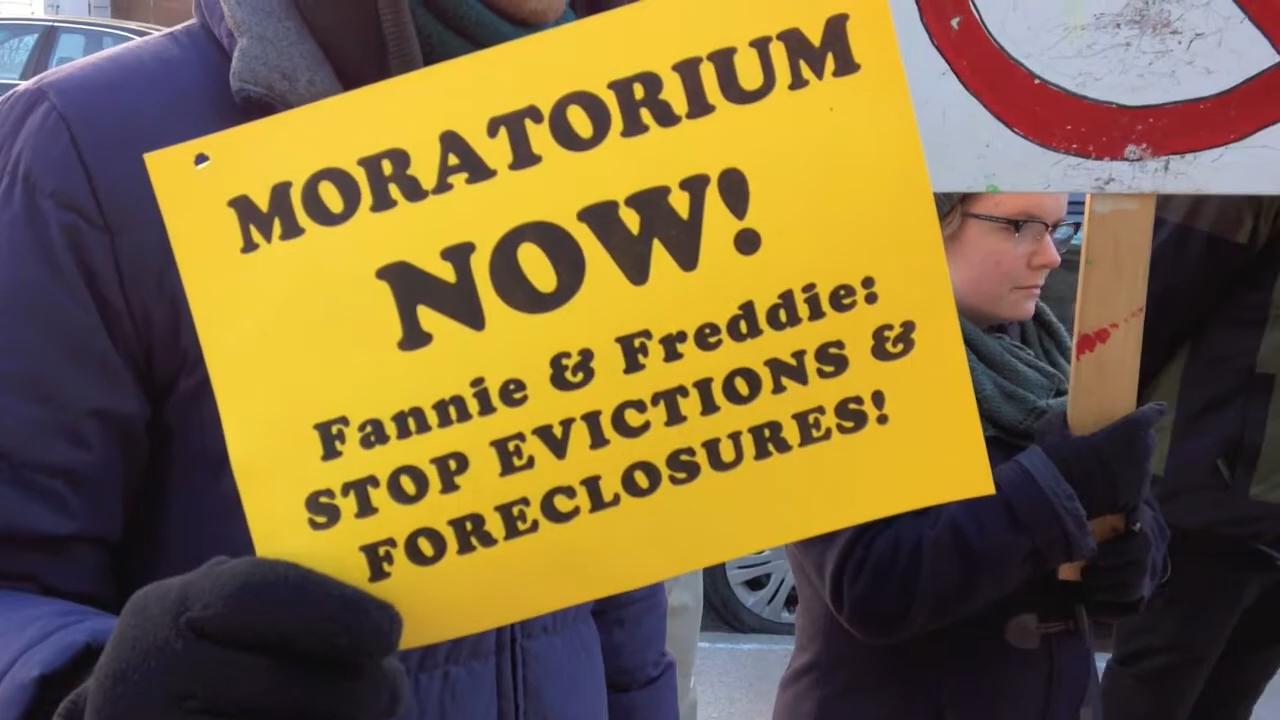 MORATORIUM
NOW!
Fannie & Freddie:
STOP EVICTIONS &
FORECLOSURES!